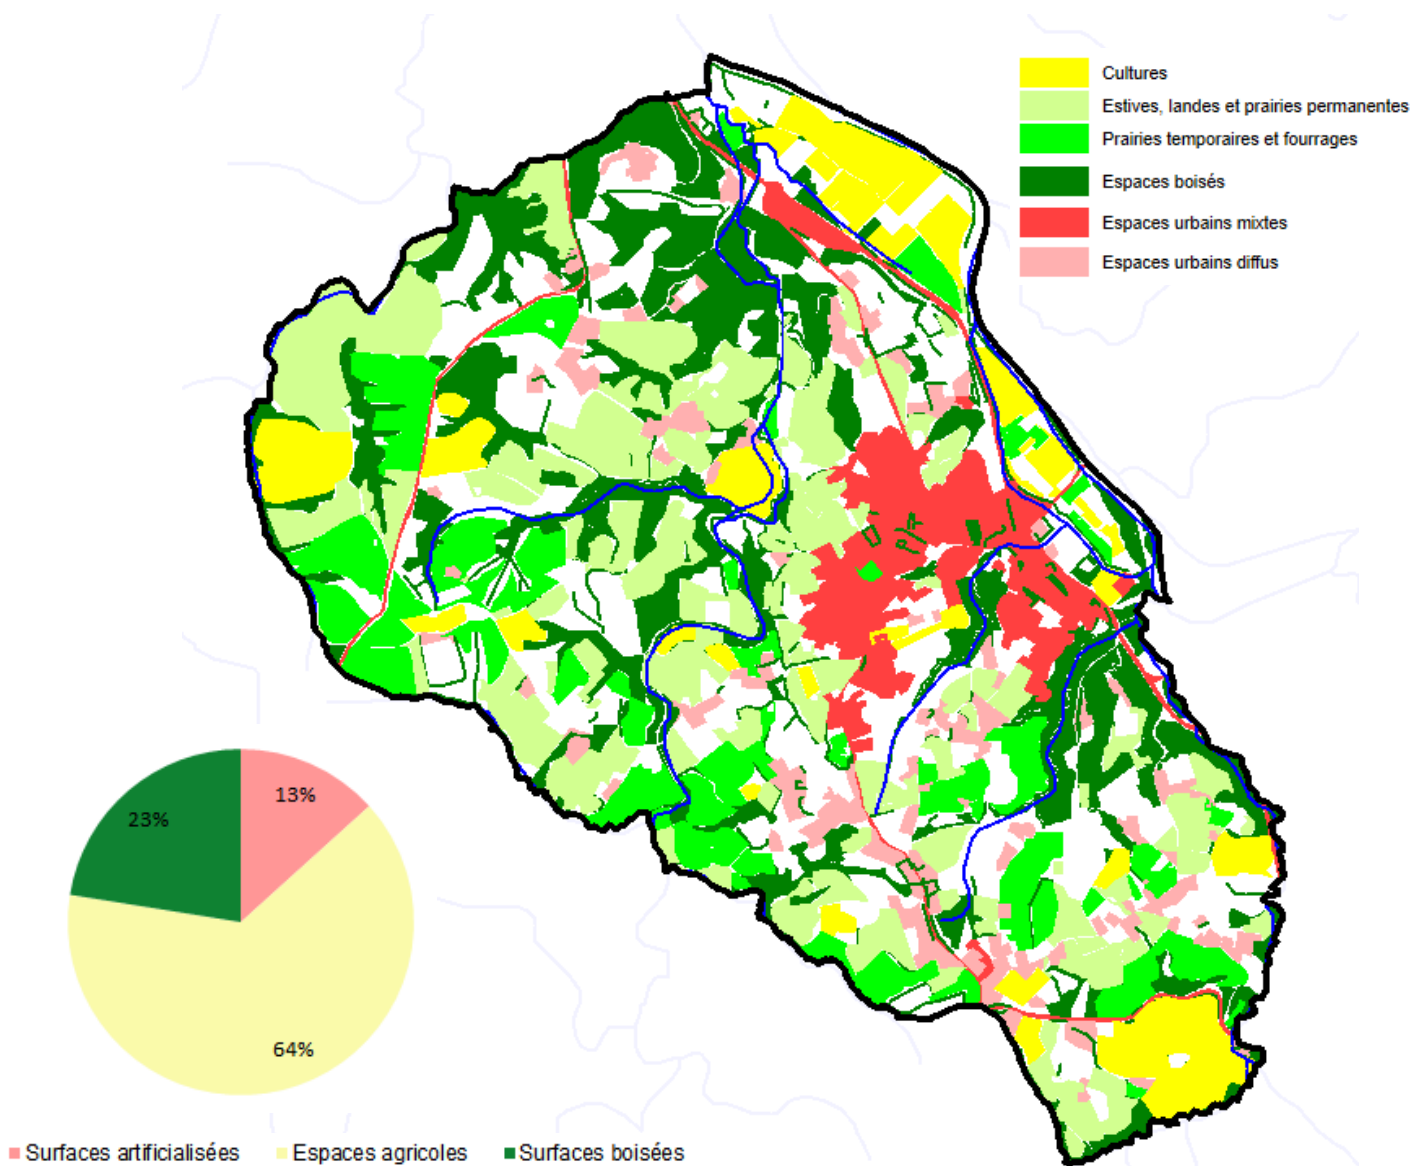 Cultures
Estives, landes et prairies permanentes
Prairies temporaires et fourrages
Espaces boisés
Espaces urbains mixtes
Espaces urbains diffus
13%
23%
64%
Surfaces artificialisées Espaces agricoles Surfaces boisées